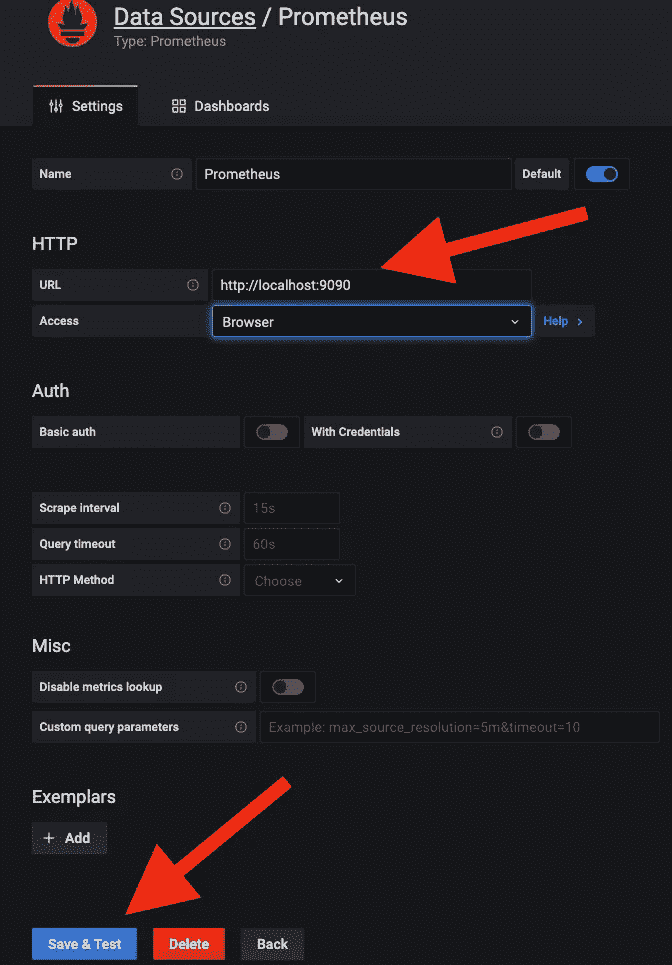 Data Sources / Prometheus
Type: Prometheus
Settings
Dashboards
Name
Prometheus
Default
HTTP
URL
http://localhost:9090
Access
Browser
Help
Auth
Basic auth
With Credentials
Scrape interval
15s
Query timeout
60s
HTTP Method
Choose
Misc
Disable metrics lookup
Custom query parameters
Example: max_source_resolution=5m&timeout=10
Exemplars
+ Add
Save & Test
Delete
Back